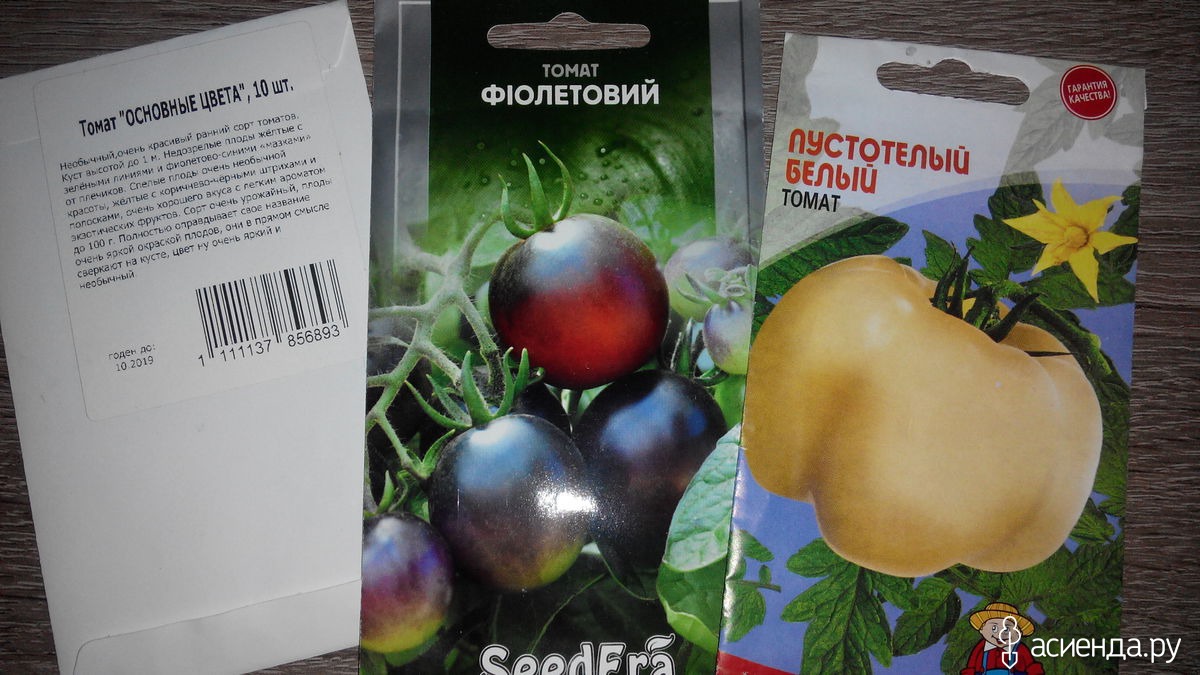 Томат "ОСНОВНЫЕ ЦВЕТА", 10 шт.
Необычный,очень красивый ранний сорт томатов.
Куст высотой до 1 м. Недозрелые плоды жёлтые с
зелёными линиями и фиолетово-синими «мазками»
от плечиков. Спелые плоды очень необычной
красоты, жёлтые с коричнево-чёрными штрихами и
полосками, очень хорошего вкуса с легким ароматом
экзотических фруктов. Сорт очень урожайный, плоды
до 100 г. Полностью оправдывает свое название
очень яркой окраской плодов, они в прямом смысле
сверкают на кусте, цвет ну очень яркий и
необычный
годен до:
10.2019
1 111137 856893
ТОМАТ
ФІОЛЕТОВИЙ
SeedEra
ГАРАНТИЯ
КАЧЕСТВА!
ПУСТОТЕЛЫЙ
БЕЛЫЙ
ТОМАТ
асиенда.ру